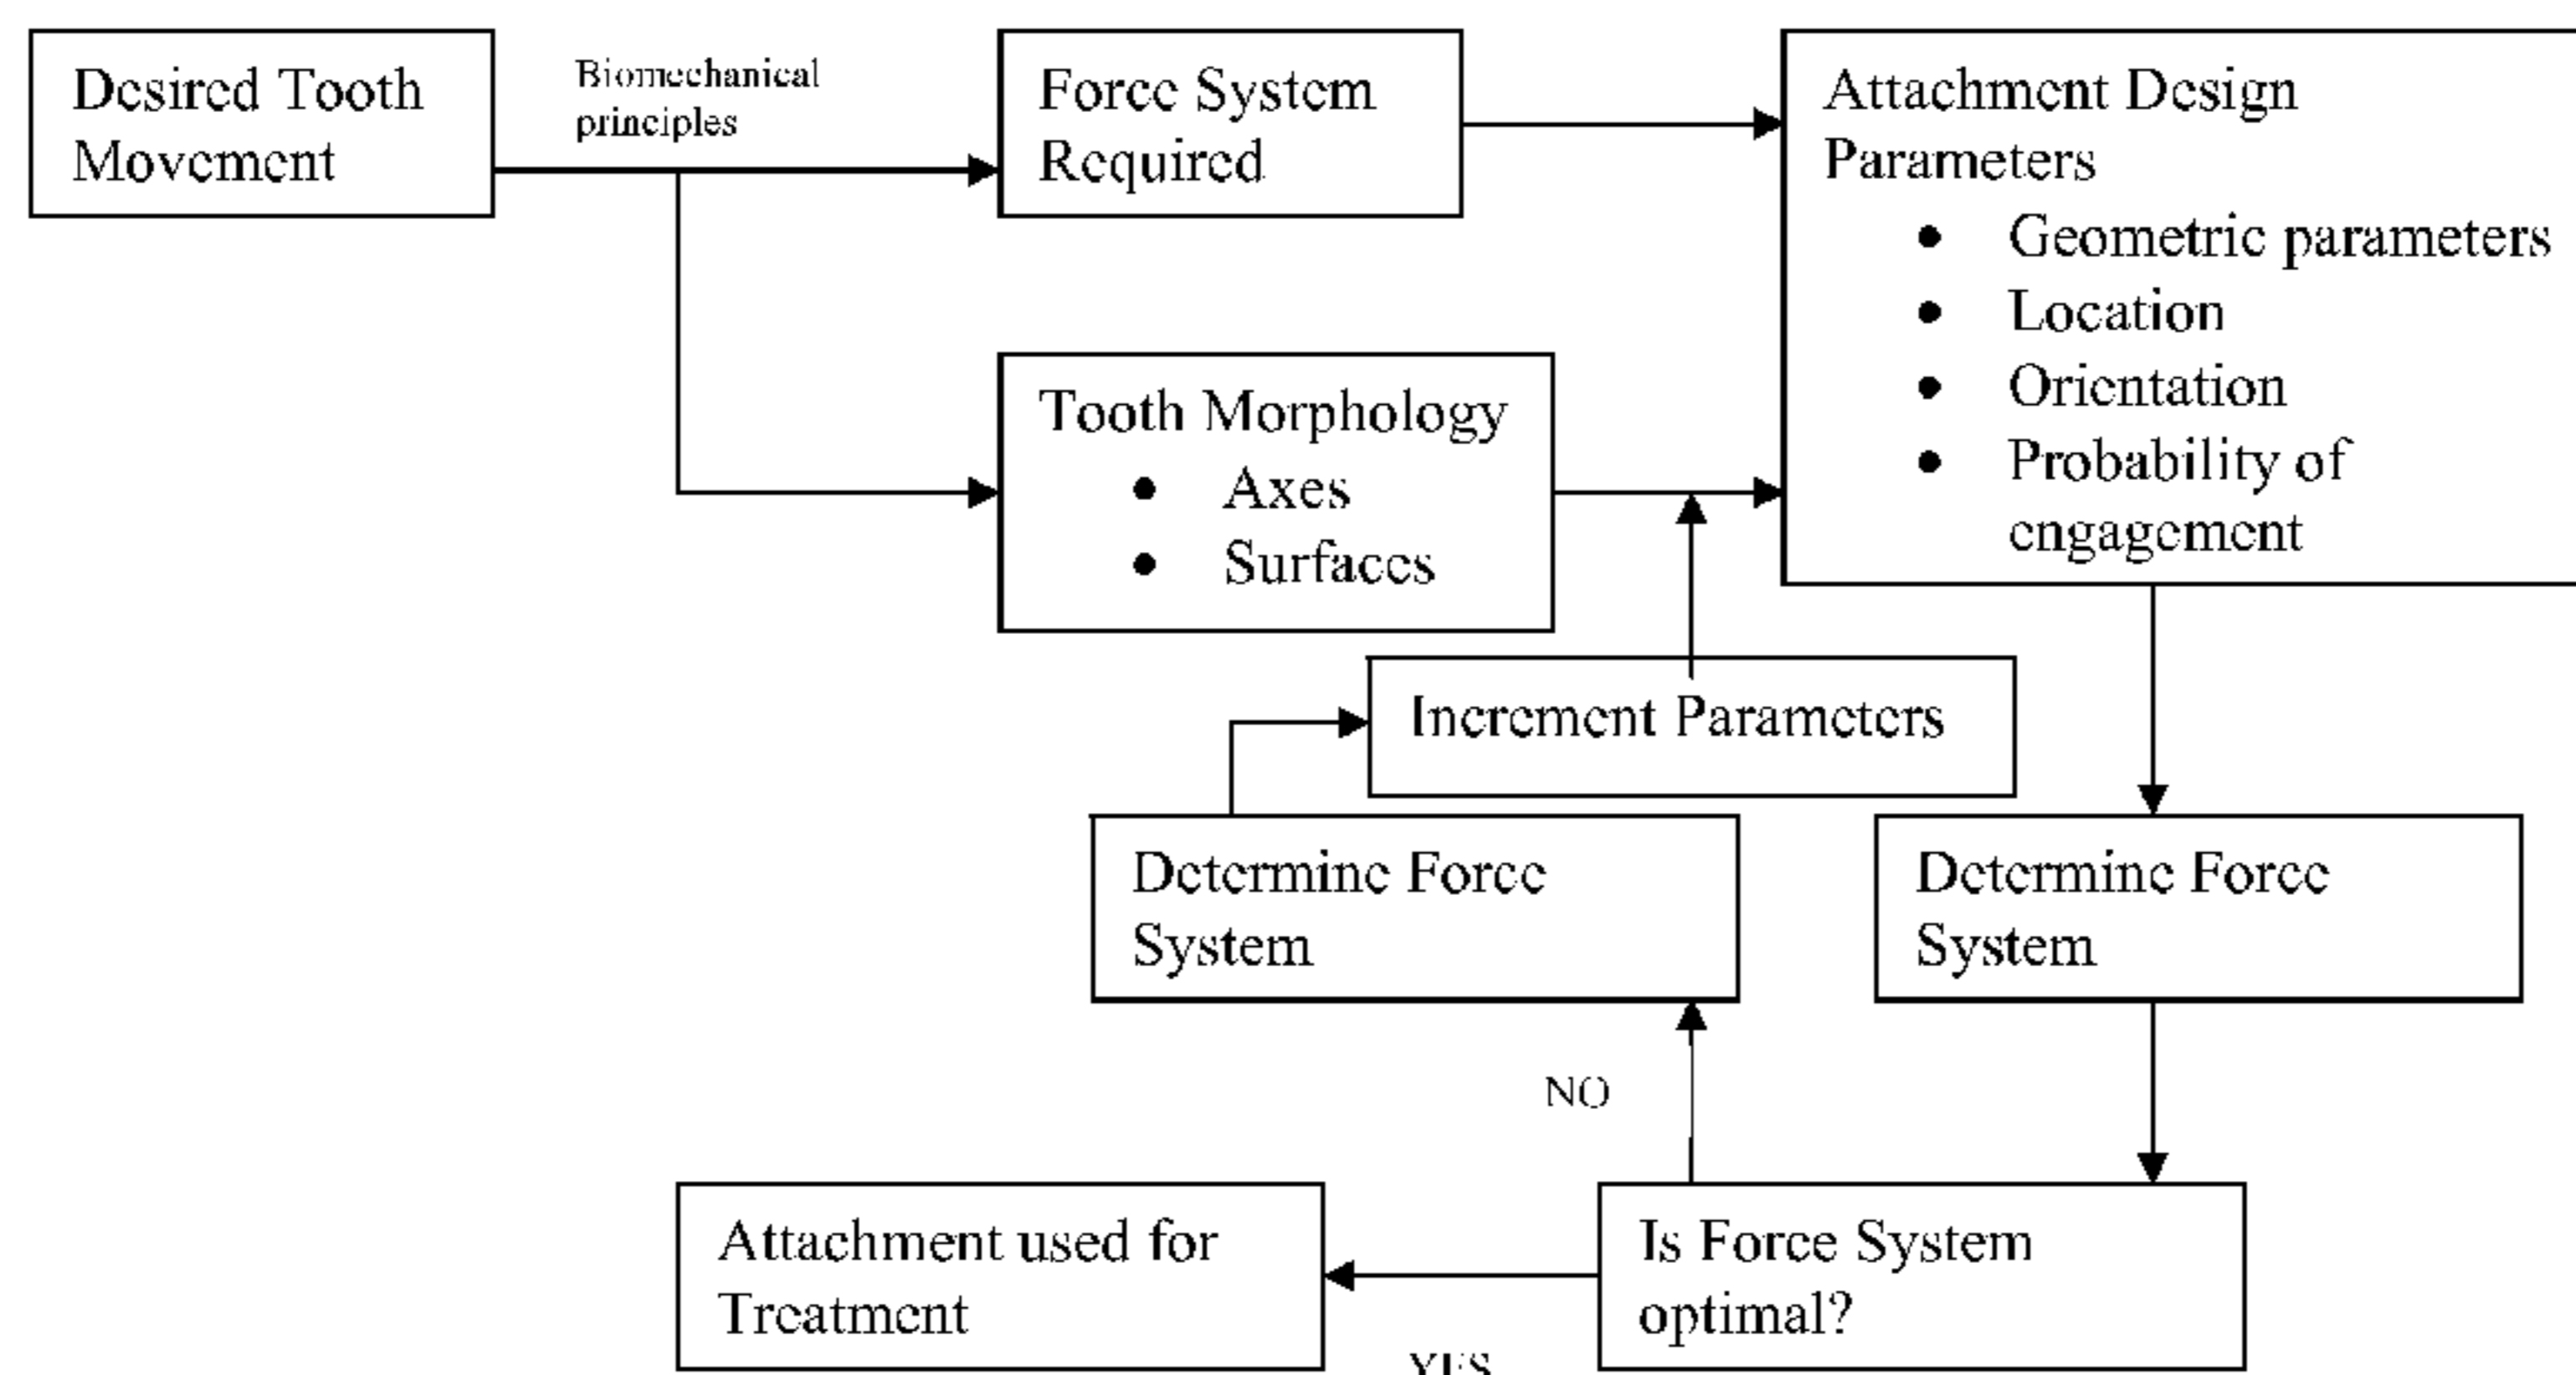 Desired Tooth
Movement
Biomechanical
principles
Force System
Required
Attachment Design
Parameters
• Geometric parameters
• Location
• Orientation
• Probability of
engagement
Tooth Morphology
• Axes
• Surfaces
Increment Parameters
Determine Force
System
Determine Force
System
NO
Attachment used for
Treatment
Is Force System
optimal?
YES